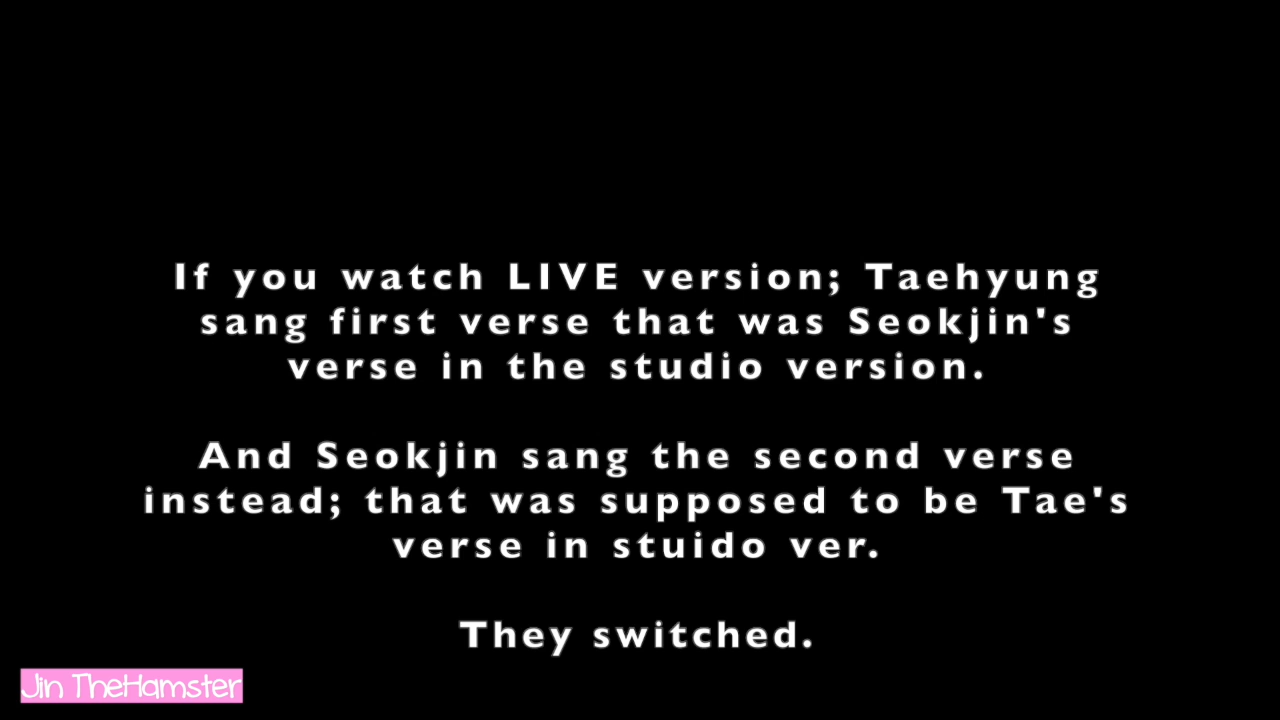 If you watch LIVE version; Taehyung
sang first verse that was Seokjin's
verse in the studio version.
And Seokjin sang the second verse
instead; that was supposed to be Tae's
verse in stuido ver.
They switched.
Jin TheHamster